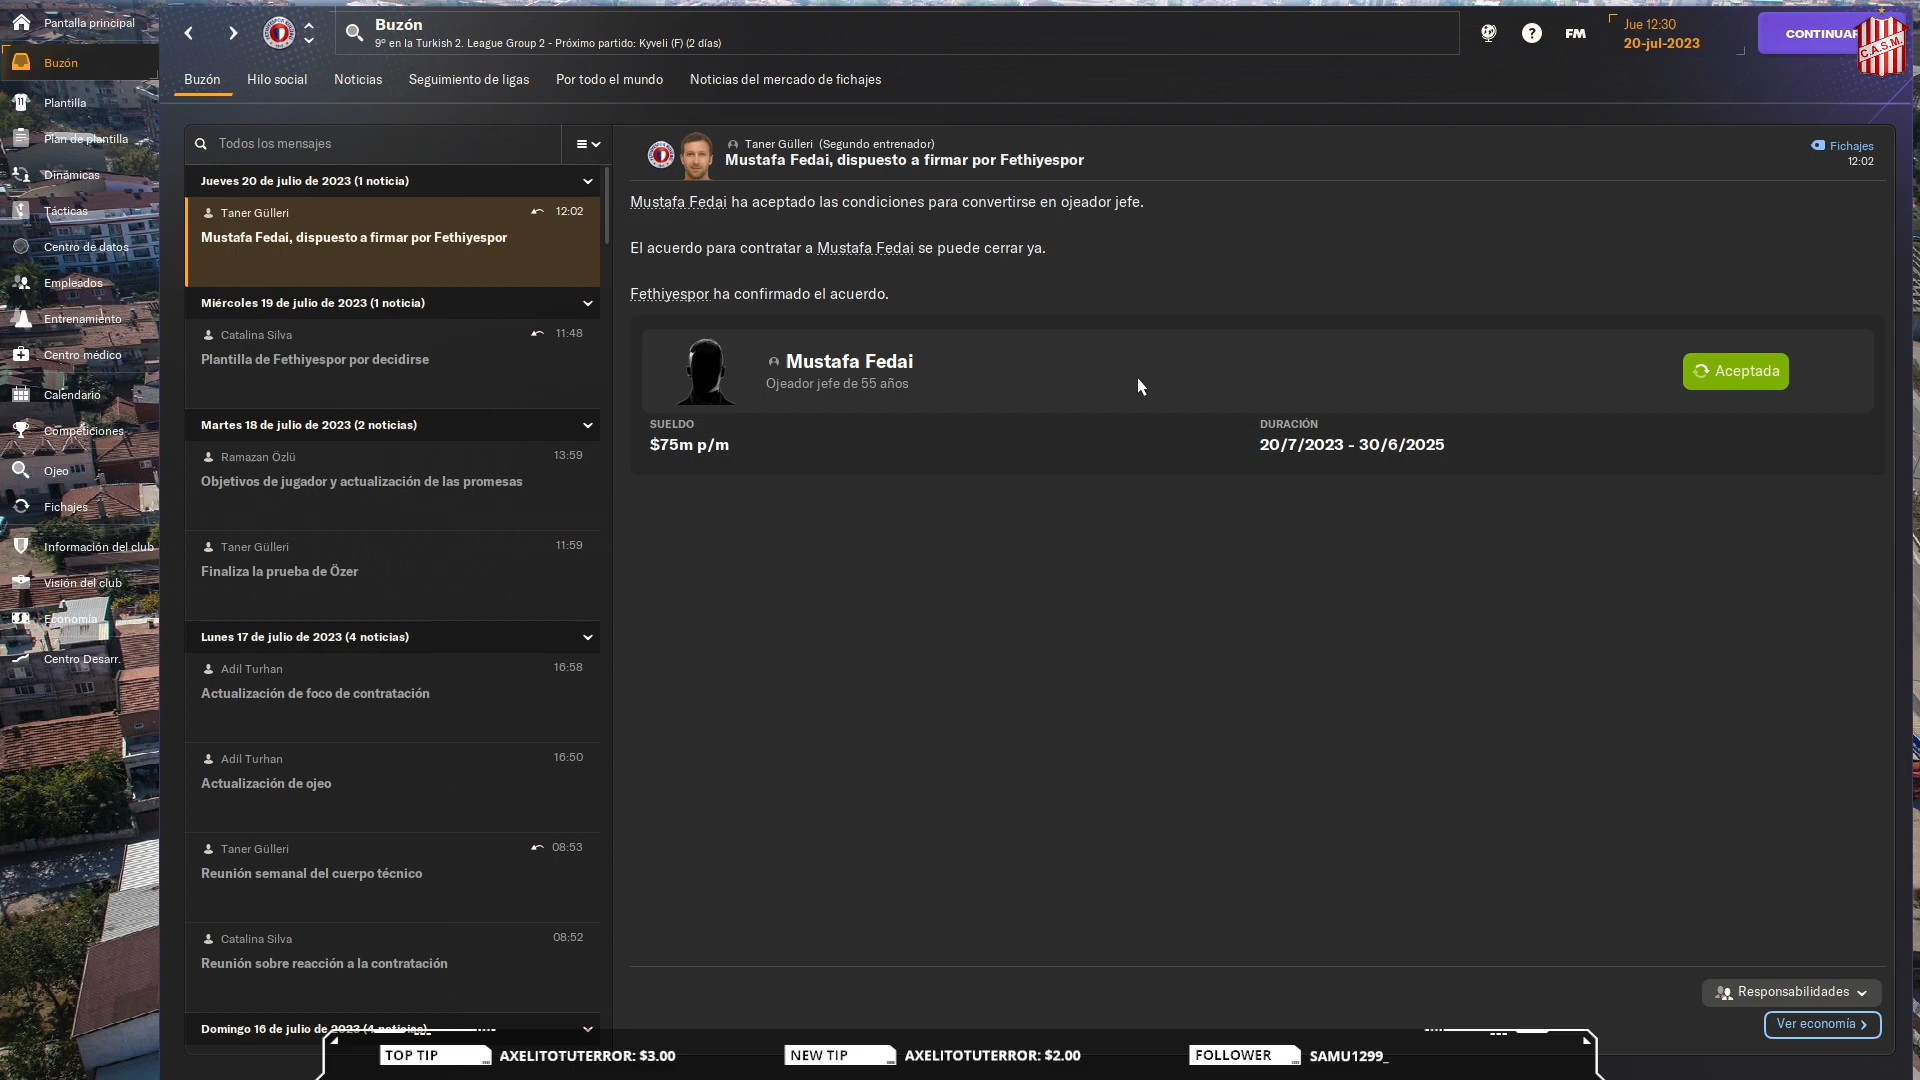 Pantalla principal
Buzón
Plantilla
Plan de plantilla
Dinámicas
Tácticas
Centro de datos
Empleados
Entrenamiento
Centro médico
Calendario
Competiciones
Ojeo
Fichajes
Información del club
Visión del club
Economía
Centro Desarr.
Buzón
9º en la Turkish 2. League Group 2 - Próximo partido: Kyveli (F) (2 días)
FM
Jue 12:30
20-jul-2023
CONTINUAR
C.A.S.M.
Buzón
Hilo social
Noticias
Seguimiento de ligas
Por todo el mundo
Noticias del mercado de fichajes
Todos los mensajes
Jueves 20 de julio de 2023 (1 noticia)
Taner Gülleri 12:02
Mustafa Fedai, dispuesto a firmar por Fethiyespor
Miércoles 19 de julio de 2023 (1 noticia)
Catalina Silva 11:48
Plantilla de Fethiyespor por decidirse
Martes 18 de julio de 2023 (2 noticias)
Ramazan Özlü 13:59
Objetivos de jugador y actualización de las promesas
Taner Gülleri 11:59
Finaliza la prueba de Özer
Lunes 17 de julio de 2023 (4 noticias)
Adil Turhan 16:58
Actualización de foco de contratación
Adil Turhan 16:50
Actualización de ojeo
Taner Gülleri 08:53
Reunión semanal del cuerpo técnico
Catalina Silva 08:52
Reunión sobre reacción a la contratación
Domingo 16 de julio de 2023 (4 noticias)
Taner Gülleri (Segundo entrenador)
Mustafa Fedai, dispuesto a firmar por Fethiyespor
Fichajes
12:02
Mustafa Fedai ha aceptado las condiciones para convertirse en ojeador jefe.
El acuerdo para contratar a Mustafa Fedai se puede cerrar ya.
Fethiyespor ha confirmado el acuerdo.
Mustafa Fedai
Ojeador jefe de 55 años
Aceptada
SUELDO
$75m p/m
DURACIÓN
20/7/2023 - 30/6/2025
Responsabilidades
Ver economía
TOP TIP AXELITOTUTERROR: $3.00
NEW TIP AXELITOTUTERROR: $2.00
FOLLOWER SAMU1299_